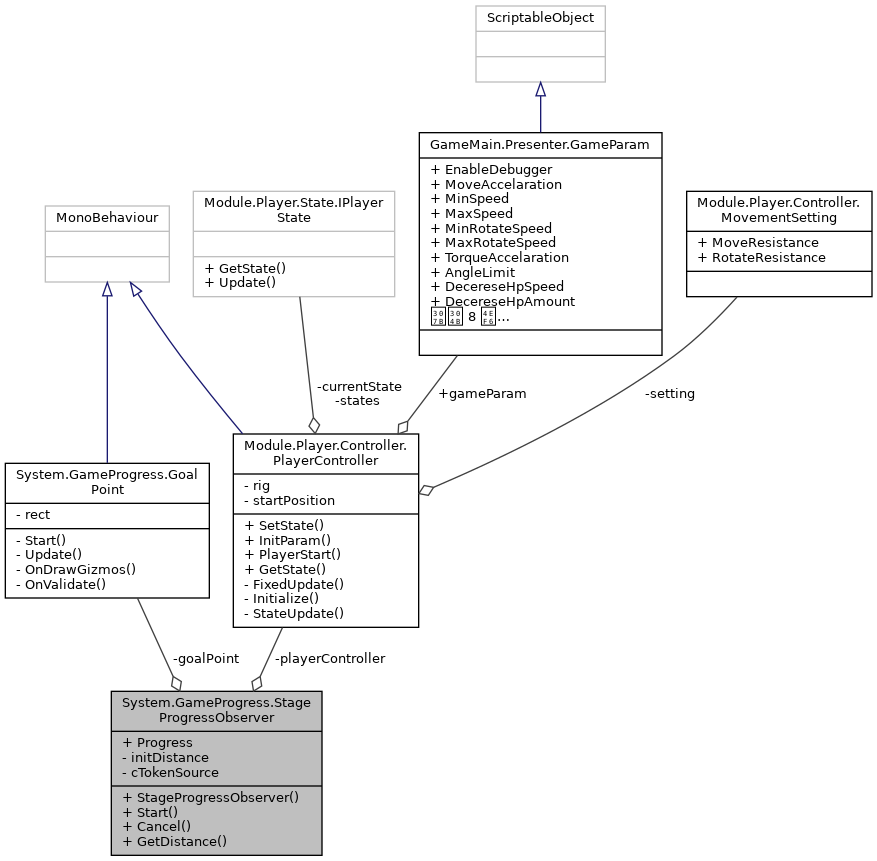 ScriptableObject
GameMain.Presenter.GameParam
+ EnableDebugger
+ MoveAccelaration
+ MinSpeed
+ MaxSpeed
+ MinRotateSpeed
+ MaxRotateSpeed
+ TorqueAccelaration
+ AngleLimit
+ DecereseHpSpeed
+ DecereseHpAmount
8 ...
Module.Player.State.IPlayer
State
+ GetState()
+ Update()
Module.Player.Controller.
MovementSetting
+ MoveResistance
+ RotateResistance
MonoBehaviour
-currentState
-states
+gameParam
-setting
System.GameProgress.Goal
Point
- rect
- Start()
- Update()
- OnDrawGizmos()
- OnValidate()
Module.Player.Controller.
PlayerController
- rig
- startPosition
+ SetState()
+ InitParam()
+ PlayerStart()
+ GetState()
- FixedUpdate()
- Initialize()
- StateUpdate()
-goalPoint
-playerController
System.GameProgress.Stage
ProgressObserver
+ Progress
- initDistance
- cTokenSource
+ StageProgressObserver()
+ Start()
+ Cancel()
+ GetDistance()